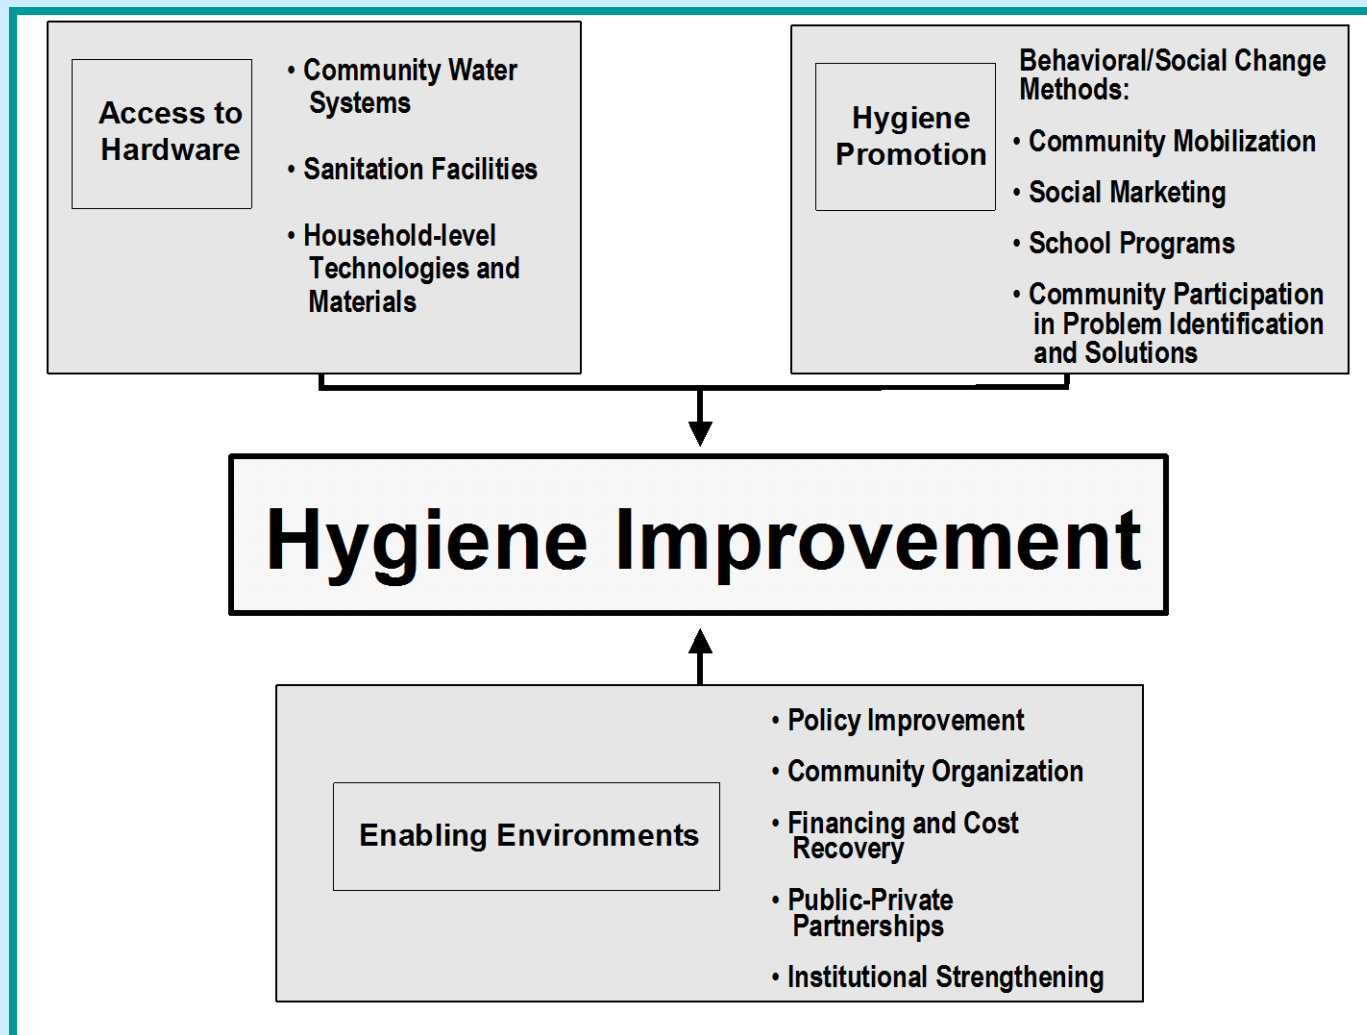 Access to
Hardware
• Community Water
Systems
• Sanitation Facilities
• Household-level
Technologies and
Materials
Hygiene
Promotion
Behavioral/Social Change
Methods:
• Community Mobilization
• Social Marketing
• School Programs
• Community Participation
in Problem Identification
and Solutions
Hygiene Improvement
Enabling Environments
• Policy Improvement
• Community Organization
• Financing and Cost
Recovery
• Public-Private
Partnerships
• Institutional Strengthening